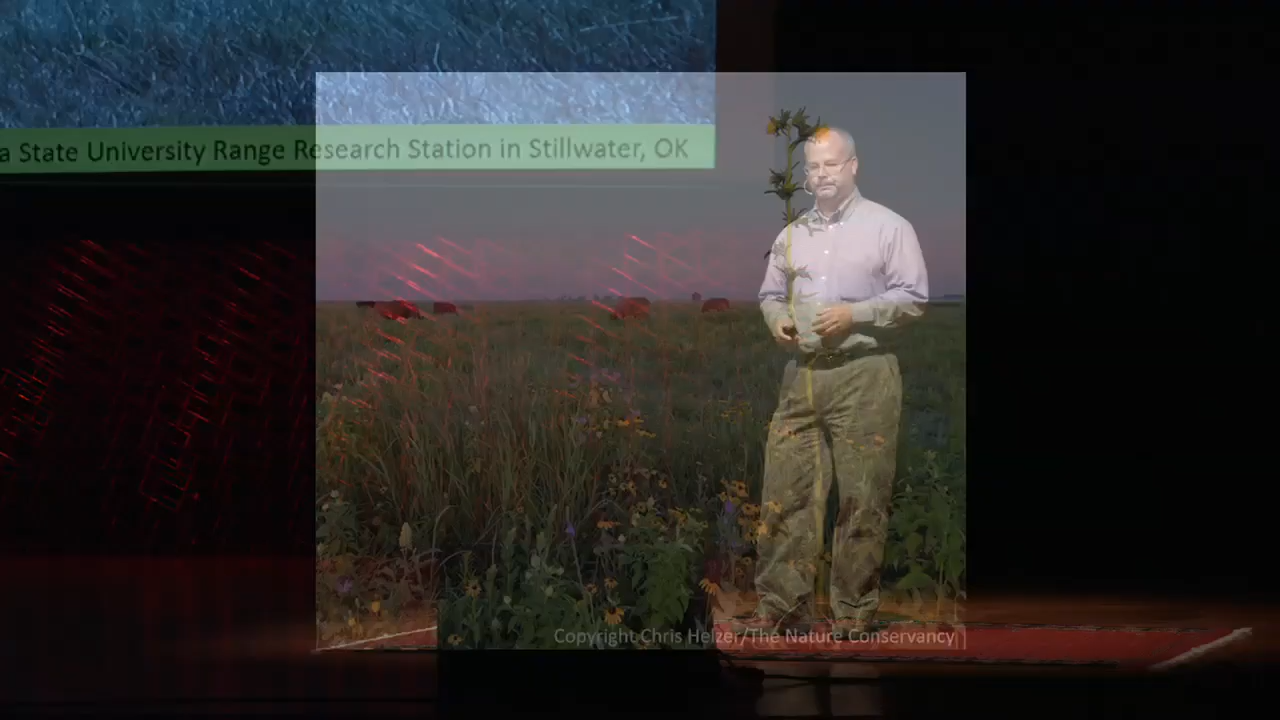 a State University Range Research Station in Stillwater, OK
Copyright Chris Helzer/The Nature Conservancy